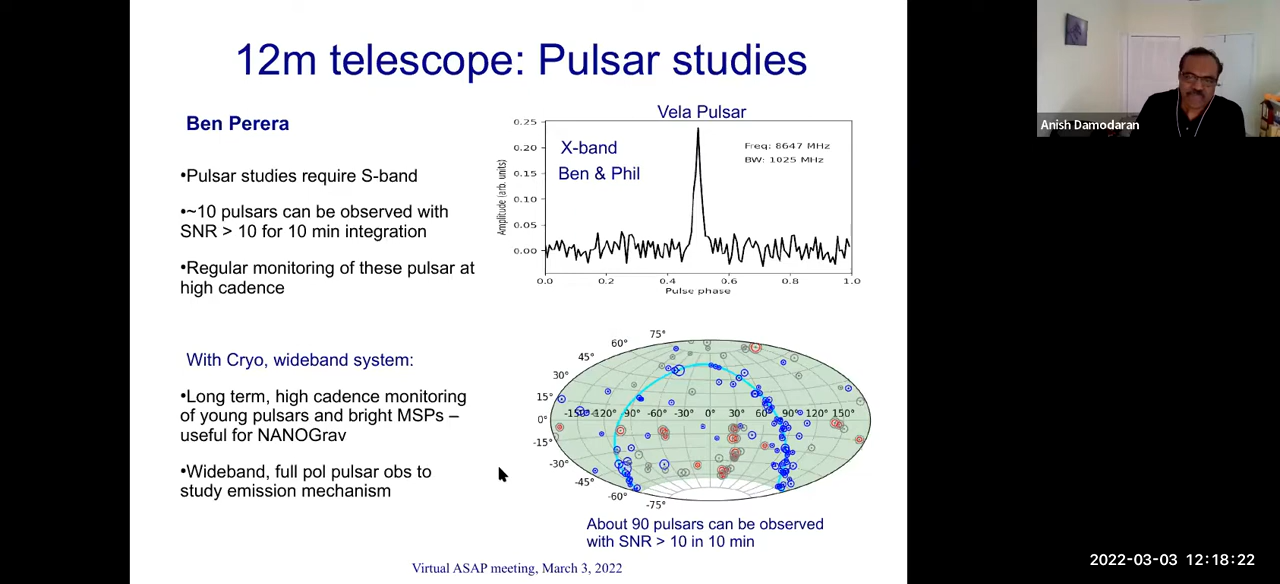 12m telescope: Pulsar studies
Ben Perera
•Pulsar studies require S-band
•~10 pulsars can be observed with
SNR > 10 for 10 min integration
•Regular monitoring of these pulsar at
high cadence
With Cryo, wideband system:
•Long term, high cadence monitoring
of young pulsars and bright MSPs –
useful for NANOGrav
•Wideband, full pol pulsar obs to
study emission mechanism
Vela Pulsar
X-band
Ben & Phil
Freq: 8647 MHz
BW: 1025 MHz
Amplitude (arb. units)
0.25
0.20
0.15
0.10
0.05
0.00
0.0 0.2 0.4 0.6 0.8 1.0
Pulse phase
75°
60°
45°
30°
15°
0°
-15°
-30°
-45°
-60°
-75°
-150° -120° -90° -60° -30° 0° 30° 60° 90° 120° 150°
About 90 pulsars can be observed
with SNR > 10 in 10 min
Virtual ASAP meeting, March 3, 2022
Anish Damodaran
2022-03-03 12:18:22